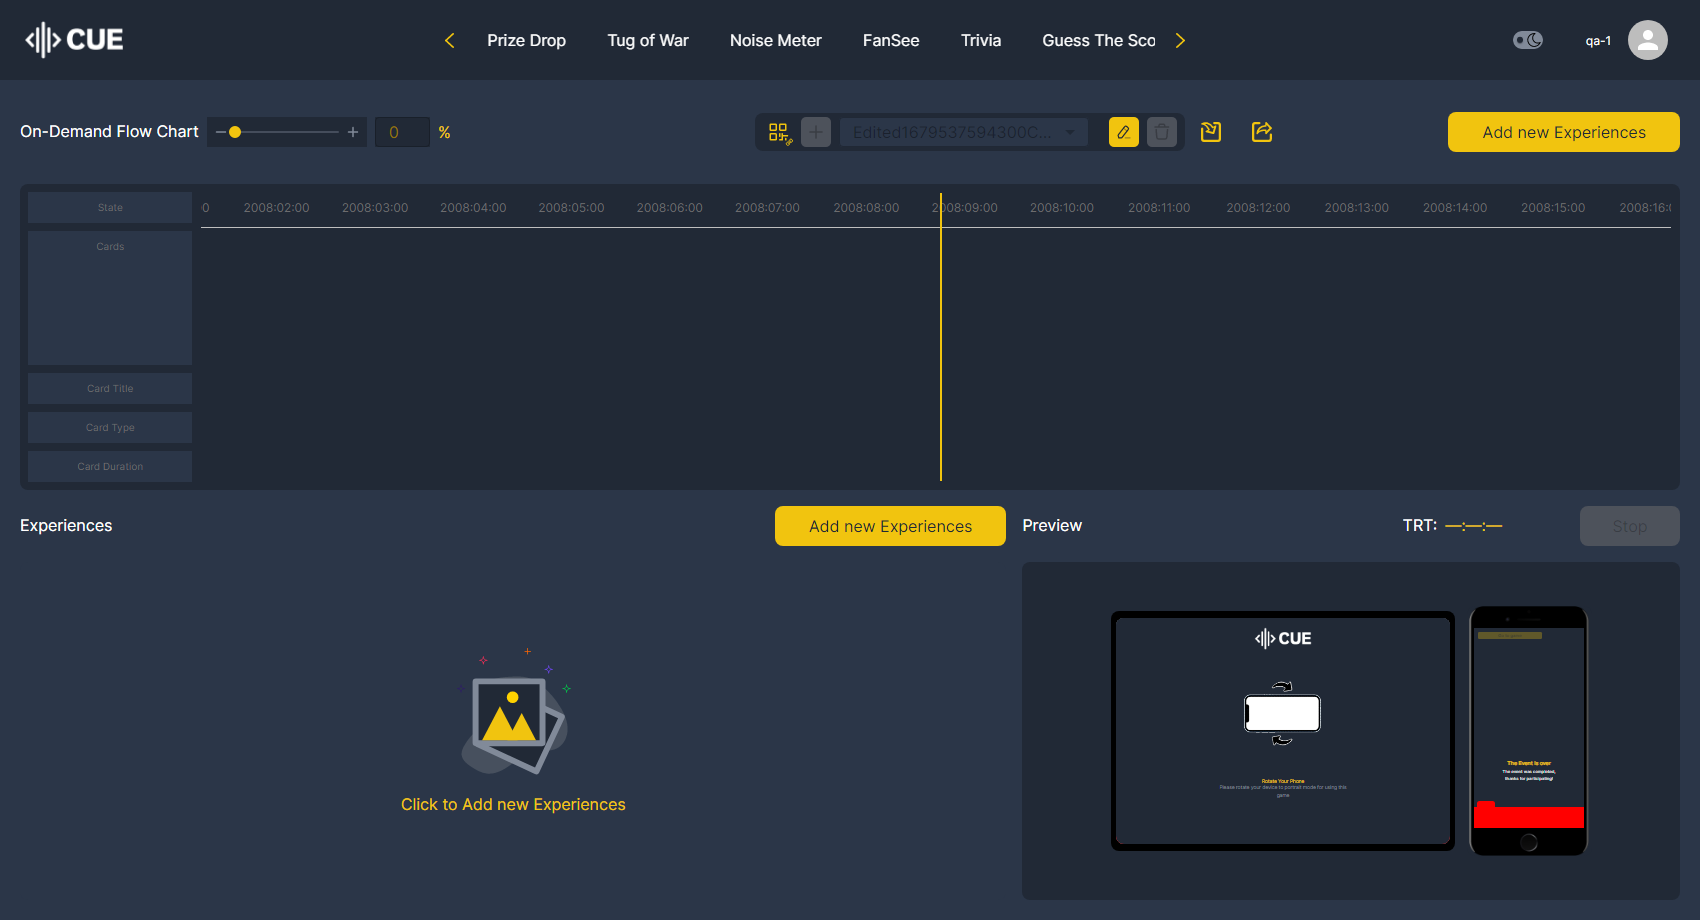 CUE
Prize Drop
Tug of War
Noise Meter
FanSee
Trivia
Guess The Sco
qa-1
On-Demand Flow Chart
0
%
Edited1679537594300C...
Add new Experiences
State
:00 2008:02:00 2008:03:00 2008:04:00 2008:05:00 2008:06:00 2008:07:00 2008:08:00 2008:09:00 2008:10:00 2008:11:00 2008:12:00 2008:13:00 2008:14:00 2008:15:00 2008:16:0
Cards
Card Title
Card Type
Card Duration
Experiences
Add new Experiences
Preview
TRT: —:—:—
Stop
CUE
Rotate Your Phone
Please rotate your device to portrait mode for using this
game
The Event is over
The event was completed,
thanks for participating!
Click to Add new Experiences